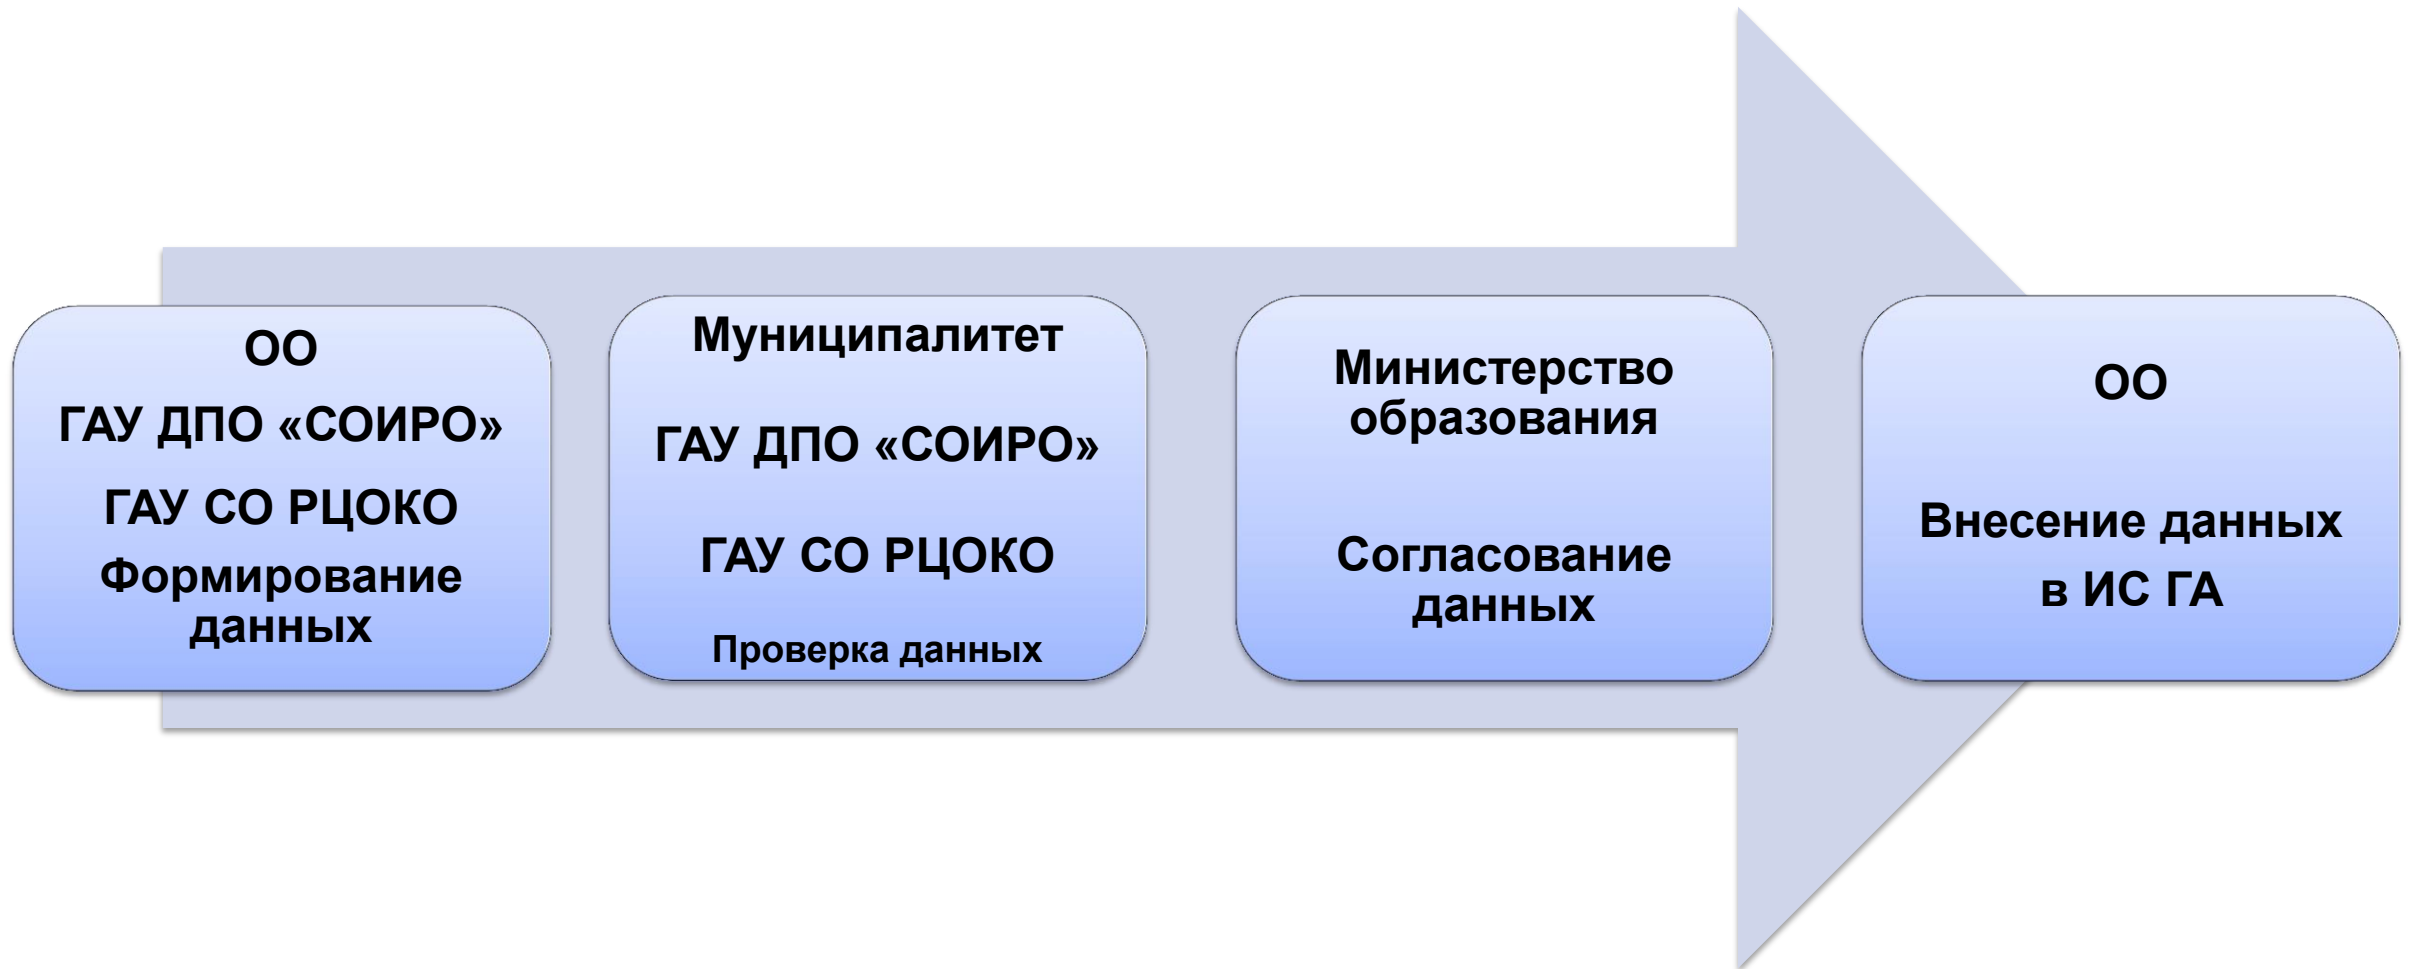 ОО
ГАУ ДПО «СОИРО»
ГАУ СО РЦОКО
Формирование
данных
Муниципалитет
ГАУ ДПО «СОИРО»
ГАУ СО РЦОКО
Проверка данных
Министерство
образования
Согласование
данных
ОО
Внесение данных
в ИС ГА